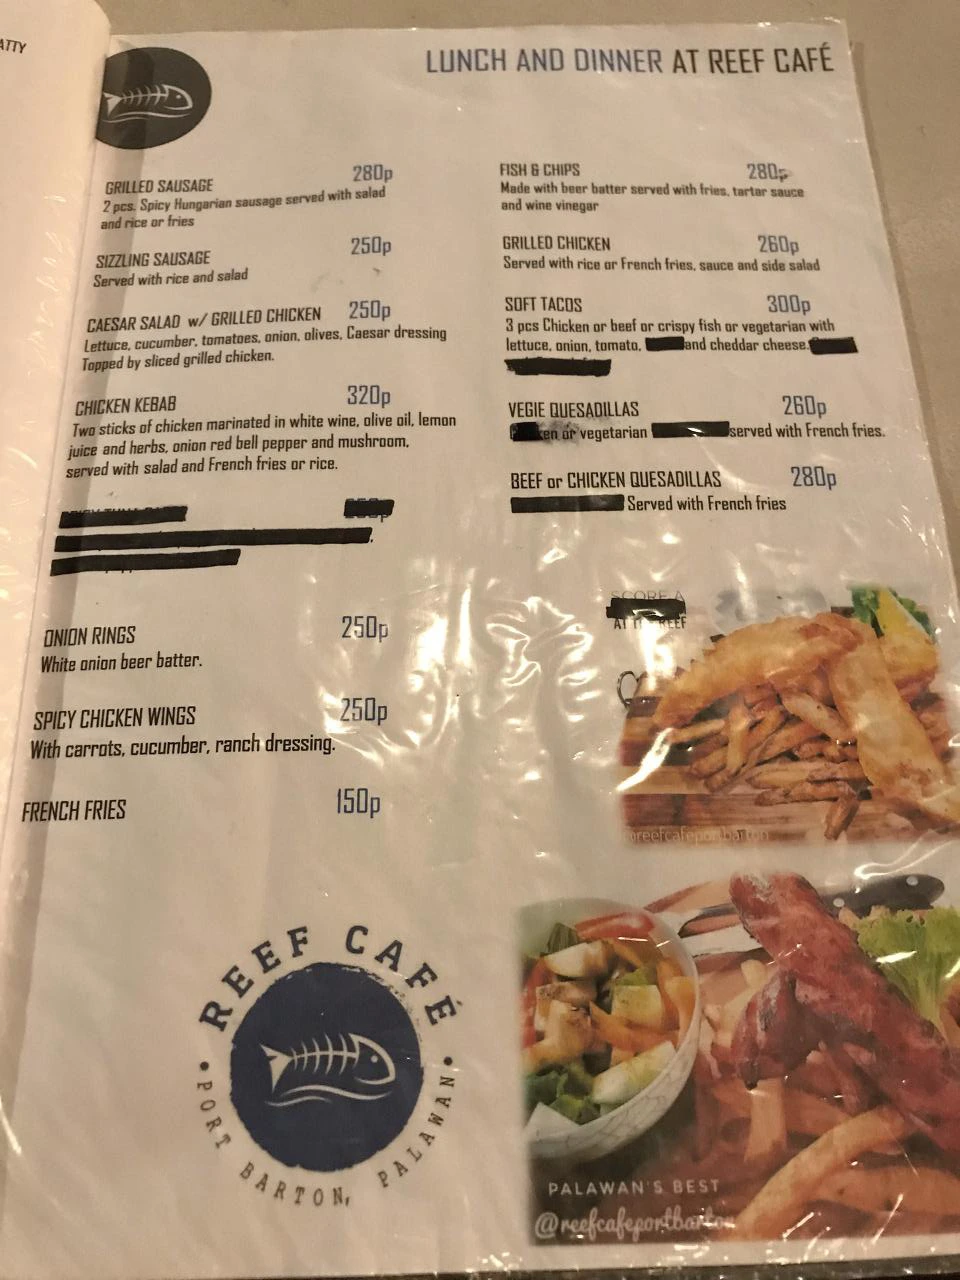 ATTY
LUNCH AND DINNER AT REEF CAFÉ
GRILLED SAUSAGE 280p
2 pcs. Spicy Hungarian sausage served with salad
and rice or fries
SIZZLING SAUSAGE 250p
Served with rice and salad
CAESAR SALAD w/ GRILLED CHICKEN 250p
Lettuce, cucumber, tomatoes, onion, olives, Caesar dressing
Topped by sliced grilled chicken.
CHICKEN KEBAB 320p
Two sticks of chicken marinated in white wine, olive oil, lemon
juice and herbs, onion red bell pepper and mushroom,
served with salad and French fries or rice.
ONION RINGS 250p
White onion beer batter.
SPICY CHICKEN WINGS 250p
With carrots, cucumber, ranch dressing.
FRENCH FRIES 150p
FISH & CHIPS 280p
Made with beer batter served with fries, tartar sauce
and wine vinegar
GRILLED CHICKEN 260p
Served with rice or French fries, sauce and side salad
SOFT TACOS 300p
3 pcs Chicken or beef or crispy fish or vegetarian with
lettuce, onion, tomato, and cheddar cheese.
VEGIE QUESADILLAS 260p
ken or vegetarian served with French fries.
BEEF or CHICKEN QUESADILLAS 280p
Served with French fries
SCORE A
AT REEF
@reefcafeportbarton
REEF CAFÉ
• PORT BARTON, PALAWAN •
PALAWAN'S BEST
@reefcafeportbarton